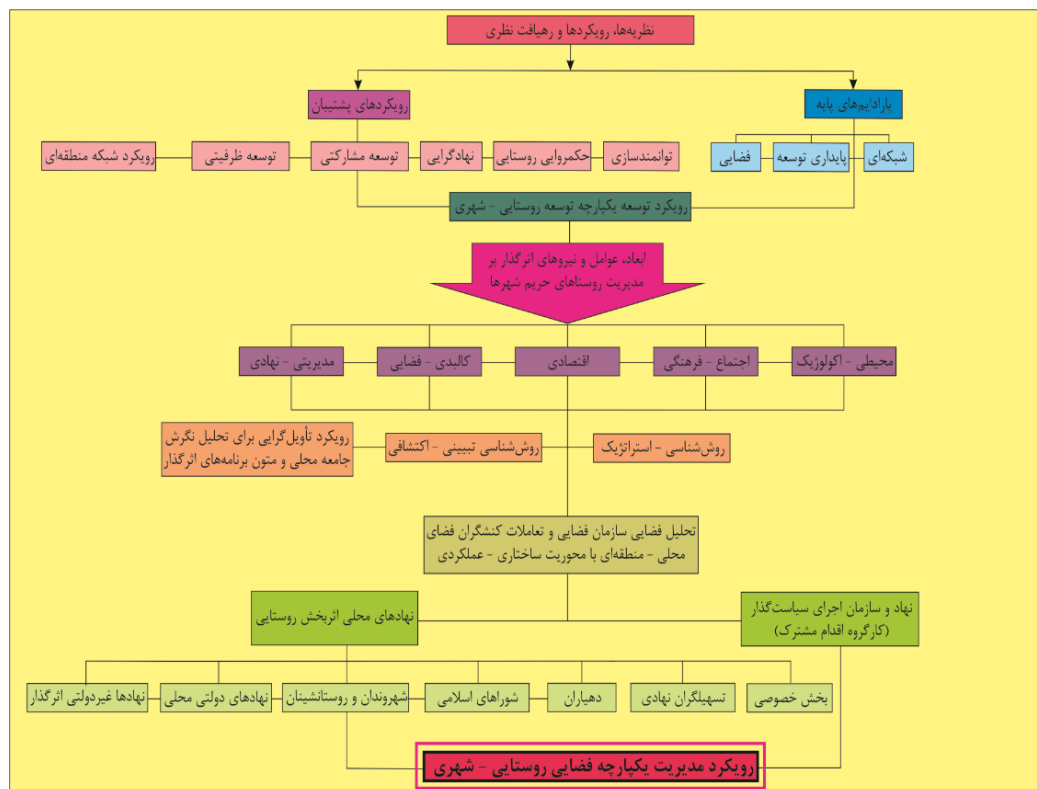 نظریه‌ها، رویکردها و رهیافت نظری
پارادایم‌های پایه
رویکردهای پشتیبان
شبکه‌ای
پایداری توسعه
فضایی
توانمندسازی
حکمروایی روستایی
نهادگرایی
توسعه مشارکتی
توسعه ظرفیتی
رویکرد شبکه منطقه‌ای
رویکرد توسعه یکپارچه توسعه روستایی - شهری
ابعاد، عوامل و نیروهای اثرگذار بر
مدیریت روستاهای حریم شهرها
محیطی - اکولوژیک
اجتماع - فرهنگی
اقتصادی
کالبدی - فضایی
مدیریتی - نهادی
روش‌شناسی - استراتژیک
روش‌شناسی تبیینی - اکتشافی
رویکرد تأویل‌گرایی برای تحلیل نگرش
جامعه محلی و متون برنامه‌های اثرگذار
تحلیل فضایی سازمان فضایی و تعاملات کنشگران فضای
محلی - منطقه‌ای با محوریت ساختاری - عملکردی
نهاد و سازمان اجرای سیاست‌گذار
(کارگروه اقدام مشترک)
نهادهای محلی اثربخش روستایی
بخش خصوصی
تسهیلگران نهادی
دهیاران
شوراهای اسلامی
شهروندان و روستانشینان
نهادهای دولتی محلی
نهادها غیردولتی اثرگذار
رویکرد مدیریت یکپارچه فضایی روستایی - شهری